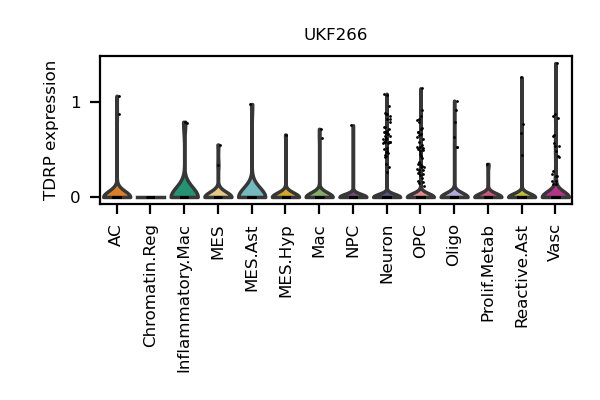 UKF266
TDRP expression
1
0
AC
Chromatin.Reg
Inflammatory.Mac
MES
MES.Ast
MES.Hyp
Mac
NPC
Neuron
OPC
Oligo
Prolif.Metab
Reactive.Ast
Vasc